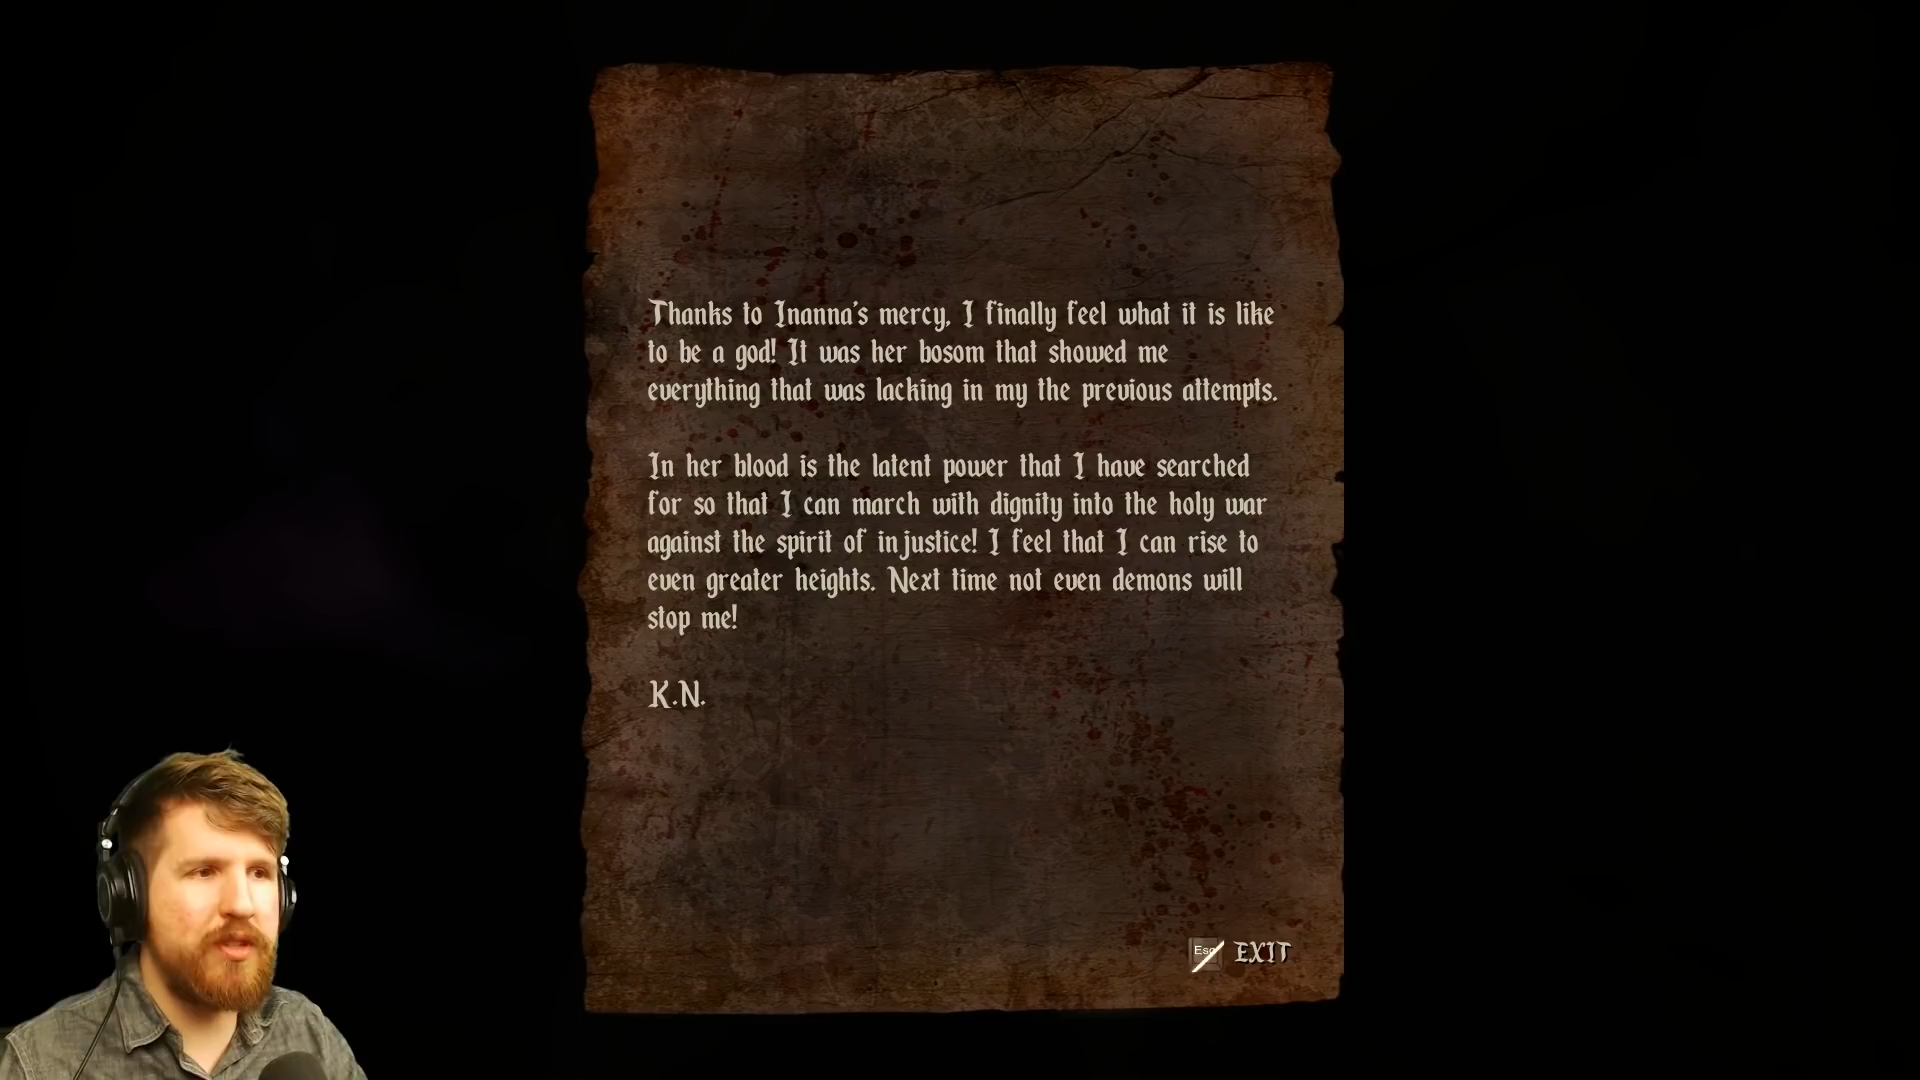 Thanks to Inanna's mercy, I finally feel what it is like
to be a god! It was her bosom that showed me
everything that was lacking in my the previous attempts.
In her blood is the latent power that I have searched
for so that I can march with dignity into the holy war
against the spirit of injustice! I feel that I can rise to
even greater heights. Next time not even demons will
stop me!
K.N.
Esc EXIT